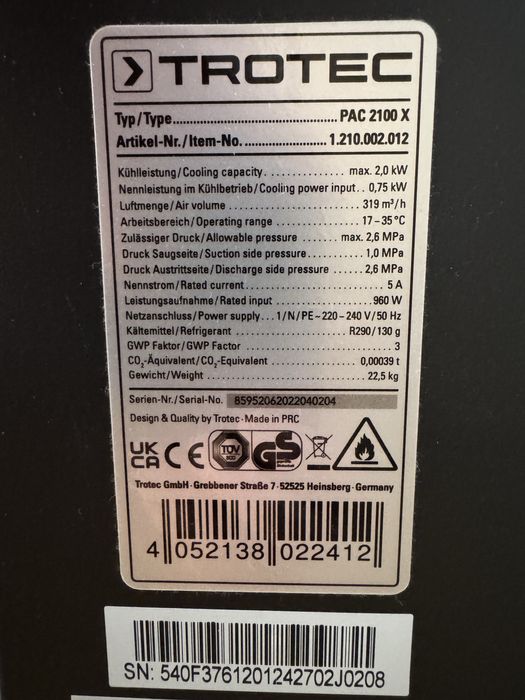 TROTEC
Typ/Type.................................... PAC 2100 X
Artikel-Nr./Item-No......................... 1.210.002.012
Kühlleistung/Cooling capacity................ max. 2,0 kW
Nennleistung im Kühlbetrieb/Cooling power input.. 0,75 kW
Luftmenge/Air volume ........................ 319 m³/h
Arbeitsbereich/Operating range .............. 17–35°C
Zulässiger Druck/Allowable pressure ......... max. 2,6 MPa
Druck Saugseite/Suction side pressure........ 1,0 MPa
Druck Austrittseite/Discharge side pressure ... 2,6 MPa
Nennstrom/Rated current ..................... 5 A
Leistungsaufnahme/Rated input ............... 960 W
Netzanschluss/Power supply... 1/N/PE~220–240 V/50 Hz
Kältemittel/Refrigerant ..................... R290/130 g
GWP Faktor/GWP Factor ....................... 3
CO₂-Äquivalent/CO₂-Equivalent ............... 0,00039 t
Gewicht/Weight .............................. 22,5 kg
Serien-Nr./Serial-No. 85952062022040204
Design & Quality by Trotec·Made in PRC
UK CA CE TÜV SÜD GS geprüfte Sicherheit
Trotec GmbH·Grebbener Straße 7·52525 Heinsberg·Germany
4 052138 022412
SN: 540F3761201242702J0208